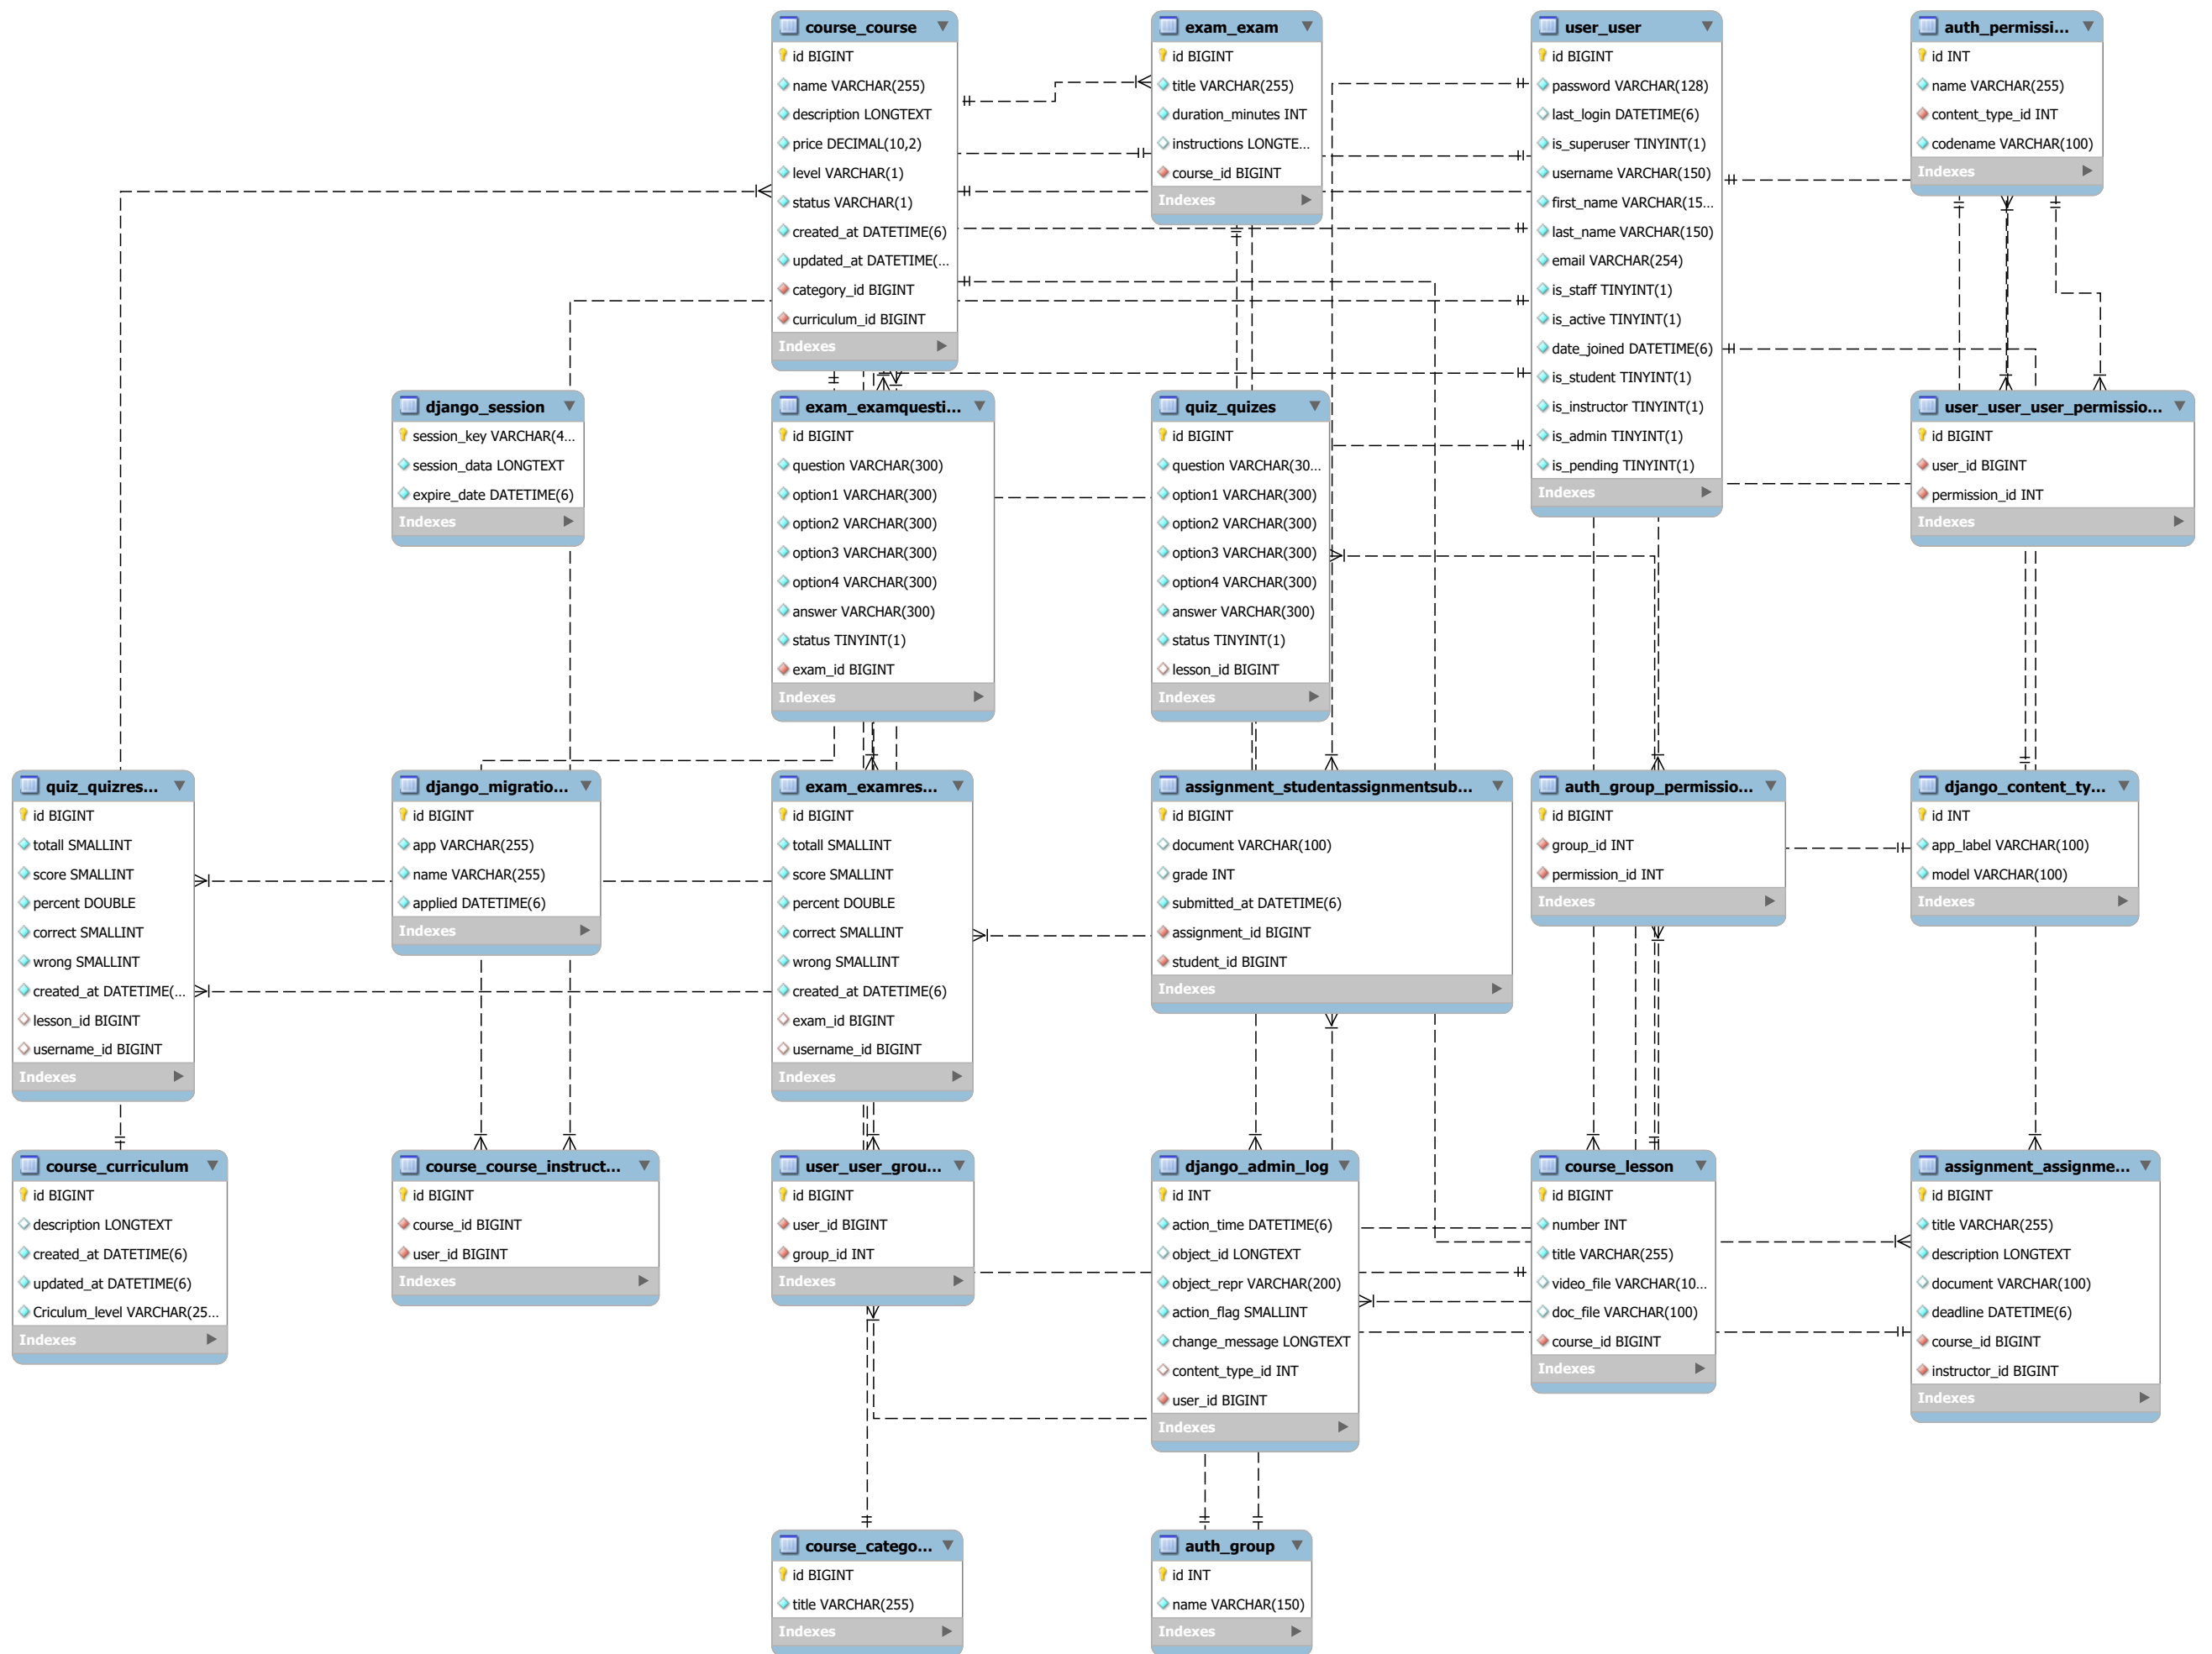 course_course
id BIGINT
name VARCHAR(255)
description LONGTEXT
price DECIMAL(10,2)
level VARCHAR(1)
status VARCHAR(1)
created_at DATETIME(6)
updated_at DATETIME(...
category_id BIGINT
curriculum_id BIGINT
Indexes
exam_exam
id BIGINT
title VARCHAR(255)
duration_minutes INT
instructions LONGTE...
course_id BIGINT
Indexes
user_user
id BIGINT
password VARCHAR(128)
last_login DATETIME(6)
is_superuser TINYINT(1)
username VARCHAR(150)
first_name VARCHAR(15...
last_name VARCHAR(150)
email VARCHAR(254)
is_staff TINYINT(1)
is_active TINYINT(1)
date_joined DATETIME(6)
is_student TINYINT(1)
is_instructor TINYINT(1)
is_admin TINYINT(1)
is_pending TINYINT(1)
Indexes
auth_permissi...
id INT
name VARCHAR(255)
content_type_id INT
codename VARCHAR(100)
Indexes
django_session
session_key VARCHAR(4...
session_data LONGTEXT
expire_date DATETIME(6)
Indexes
exam_examquesti...
id BIGINT
question VARCHAR(300)
option1 VARCHAR(300)
option2 VARCHAR(300)
option3 VARCHAR(300)
option4 VARCHAR(300)
answer VARCHAR(300)
status TINYINT(1)
exam_id BIGINT
Indexes
quiz_quizes
id BIGINT
question VARCHAR(30...
option1 VARCHAR(300)
option2 VARCHAR(300)
option3 VARCHAR(300)
option4 VARCHAR(300)
answer VARCHAR(300)
status TINYINT(1)
lesson_id BIGINT
Indexes
user_user_user_permissio...
id BIGINT
user_id BIGINT
permission_id INT
Indexes
quiz_quizres...
id BIGINT
totall SMALLINT
score SMALLINT
percent DOUBLE
correct SMALLINT
wrong SMALLINT
created_at DATETIME(...
lesson_id BIGINT
username_id BIGINT
Indexes
django_migratio...
id BIGINT
app VARCHAR(255)
name VARCHAR(255)
applied DATETIME(6)
Indexes
exam_examres...
id BIGINT
totall SMALLINT
score SMALLINT
percent DOUBLE
correct SMALLINT
wrong SMALLINT
created_at DATETIME(6)
exam_id BIGINT
username_id BIGINT
Indexes
assignment_studentassignmentsub...
id BIGINT
document VARCHAR(100)
grade INT
submitted_at DATETIME(6)
assignment_id BIGINT
student_id BIGINT
Indexes
auth_group_permissio...
id BIGINT
group_id INT
permission_id INT
Indexes
django_content_ty...
id INT
app_label VARCHAR(100)
model VARCHAR(100)
Indexes
course_curriculum
id BIGINT
description LONGTEXT
created_at DATETIME(6)
updated_at DATETIME(6)
Criculum_level VARCHAR(25...
Indexes
course_course_instruct...
id BIGINT
course_id BIGINT
user_id BIGINT
Indexes
user_user_grou...
id BIGINT
user_id BIGINT
group_id INT
Indexes
django_admin_log
id INT
action_time DATETIME(6)
object_id LONGTEXT
object_repr VARCHAR(200)
action_flag SMALLINT
change_message LONGTEXT
content_type_id INT
user_id BIGINT
Indexes
course_lesson
id BIGINT
number INT
title VARCHAR(255)
video_file VARCHAR(10...
doc_file VARCHAR(100)
course_id BIGINT
Indexes
assignment_assignme...
id BIGINT
title VARCHAR(255)
description LONGTEXT
document VARCHAR(100)
deadline DATETIME(6)
course_id BIGINT
instructor_id BIGINT
Indexes
course_catego...
id BIGINT
title VARCHAR(255)
Indexes
auth_group
id INT
name VARCHAR(150)
Indexes